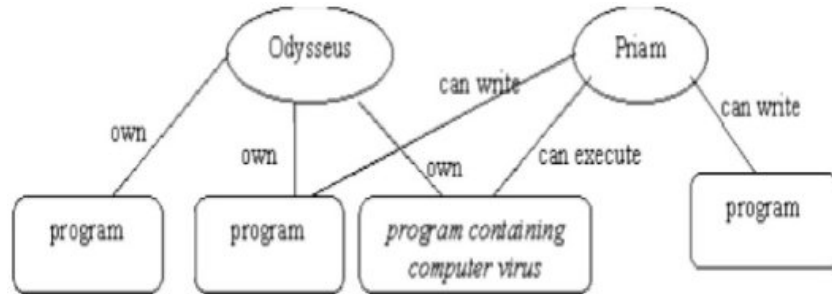 Odysseus
Priam
can write
can write
own
own
own
can execute
program
program
program containing
computer virus
program